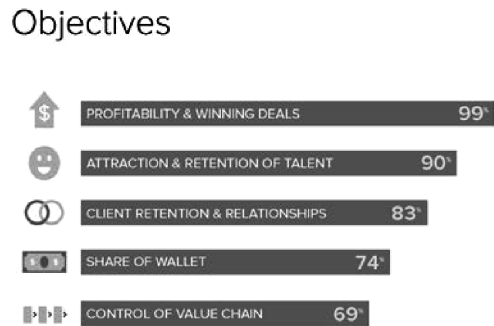 Objectives
PROFITABILITY & WINNING DEALS 99%
ATTRACTION & RETENTION OF TALENT 90%
CLIENT RETENTION & RELATIONSHIPS 83%
SHARE OF WALLET 74%
CONTROL OF VALUE CHAIN 69%